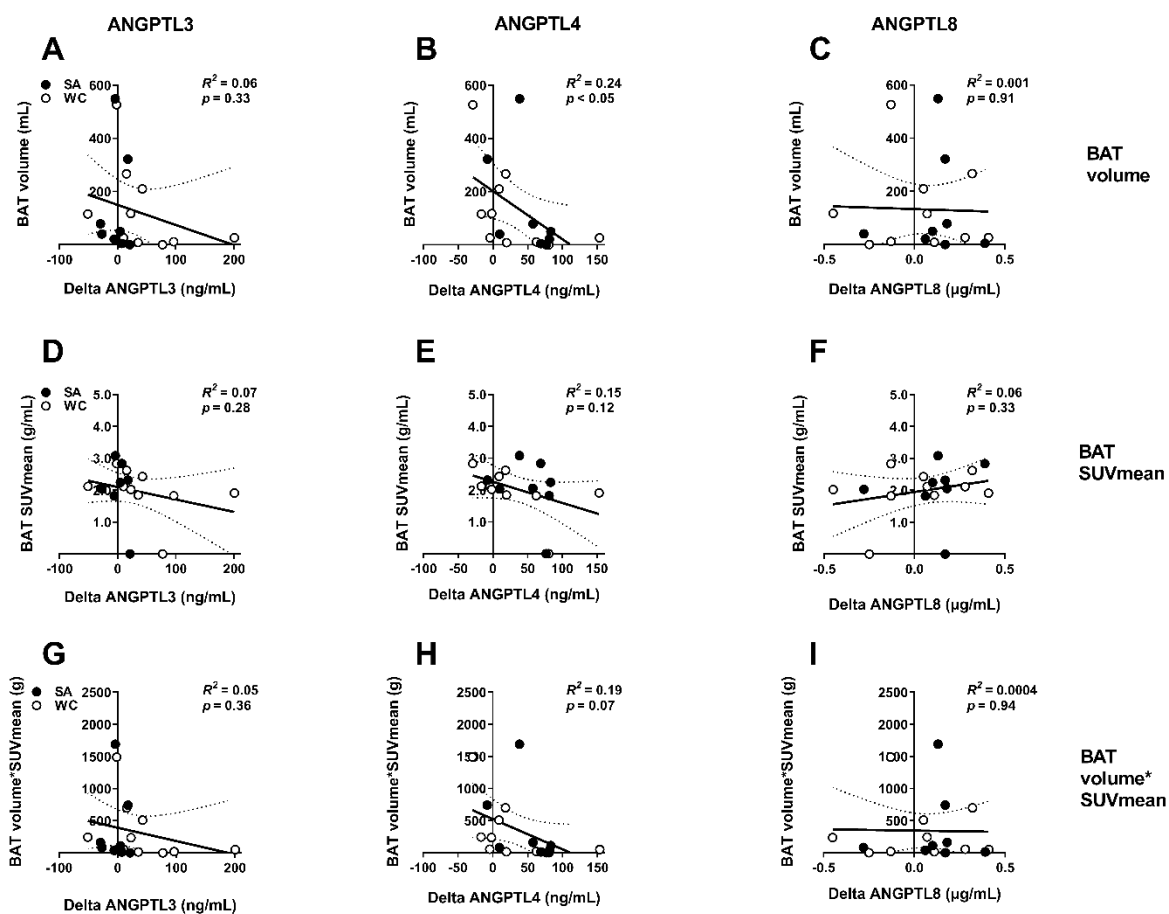 ANGPTL3
ANGPTL4
ANGPTL8
A
SA
WC
R² = 0.06
p = 0.33
BAT volume (mL)
600
400
200
0
-100
0
100
200
Delta ANGPTL3 (ng/mL)
B
R² = 0.24
p < 0.05
BAT volume (mL)
600
400
200
0
-100
-50
0
50
100
150
Delta ANGPTL4 (ng/mL)
C
R² = 0.001
p = 0.91
BAT volume (mL)
600
400
200
-0.5
0.0
0.5
Delta ANGPTL8 (µg/mL)
BAT
volume
D
SA
WC
R² = 0.07
p = 0.28
BAT SUVmean (g/mL)
5.0
4.0
3.0
2.0
1.0
-100
0
100
200
Delta ANGPTL3 (ng/mL)
E
R² = 0.15
p = 0.12
BAT SUVmean (g/mL)
5.0
4.0
3.0
2.0
1.0
-100
-50
0
50
100
150
Delta ANGPTL4 (ng/mL)
F
R² = 0.06
p = 0.33
BAT SUVmean (g/mL)
5.0
4.0
3.0
2.0
1.0
-0.5
0.0
0.5
Delta ANGPTL8 (µg/mL)
BAT
SUVmean
G
SA
WC
R² = 0.05
p = 0.36
BAT volume*SUVmean (g)
2500
2000
1500
1000
500
0
-100
0
100
200
Delta ANGPTL3 (ng/mL)
H
R² = 0.19
p = 0.07
BAT volume*SUVmean (g)
2500
2000
1500
1000
500
0
-100
-50
0
50
100
150
Delta ANGPTL4 (ng/mL)
I
R² = 0.0004
p = 0.94
BAT volume*SUVmean (g)
2500
2000
1500
1000
500
-0.5
0.0
0.5
Delta ANGPTL8 (µg/mL)
BAT
volume*
SUVmean